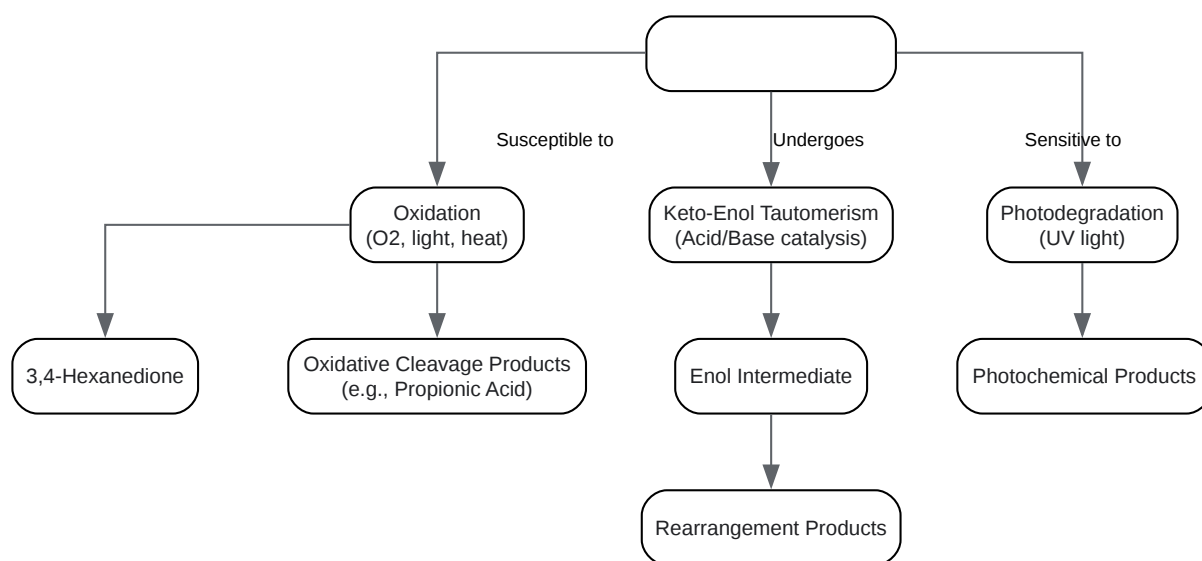 Susceptible to
Undergoes
Sensitive to
Oxidation
(O2, light, heat)
Keto-Enol Tautomerism
(Acid/Base catalysis)
Photodegradation
(UV light)
3,4-Hexanedione
Oxidative Cleavage Products
(e.g., Propionic Acid)
Enol Intermediate
Photochemical Products
Rearrangement Products